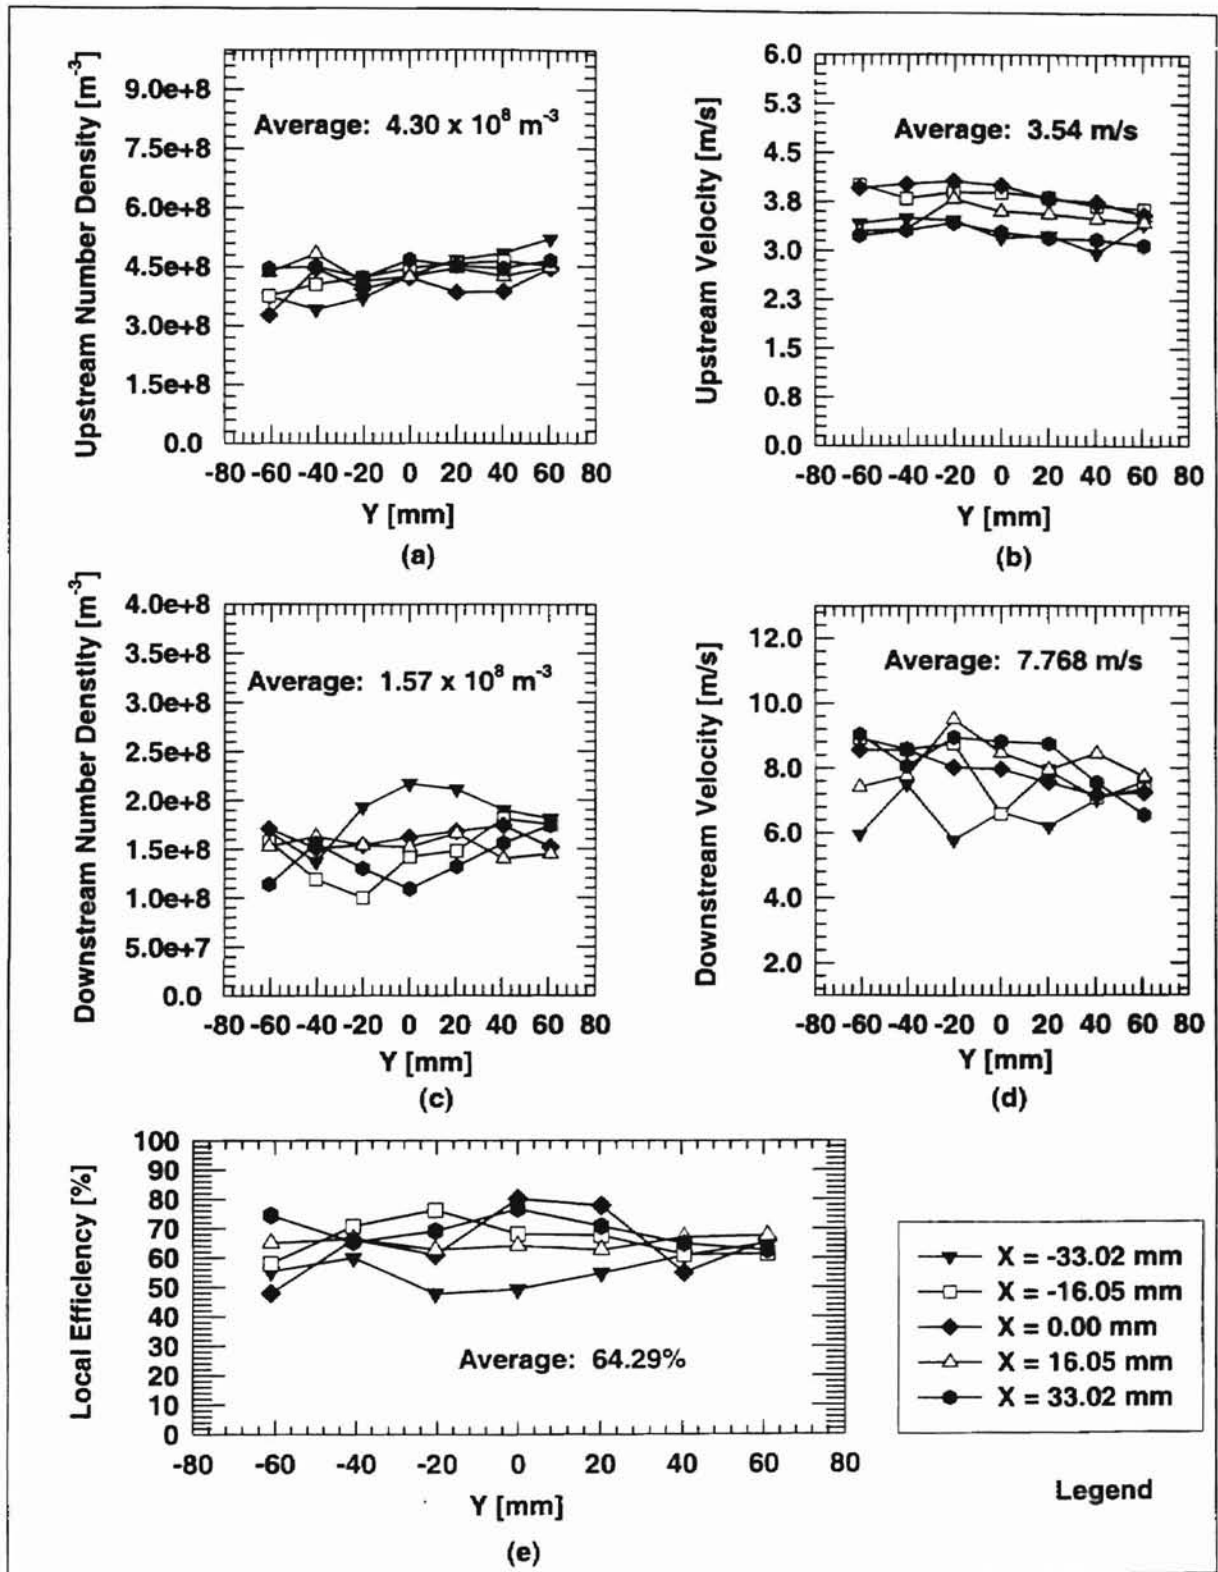 Upstream Number Density [m⁻³]
9.0e+8
7.5e+8
6.0e+8
4.5e+8
3.0e+8
1.5e+8
0.0
Average: 4.30 x 10⁸ m⁻³
-80 -60 -40 -20 0 20 40 60 80
Y [mm]
(a)
Upstream Velocity [m/s]
6.0
5.3
4.5
3.8
3.0
2.3
1.5
0.8
0.0
Average: 3.54 m/s
-80 -60 -40 -20 0 20 40 60 80
Y [mm]
(b)
Downstream Number Denstity [m⁻³]
4.0e+8
3.5e+8
3.0e+8
2.5e+8
2.0e+8
1.5e+8
1.0e+8
5.0e+7
0.0
Average: 1.57 x 10⁸ m⁻³
-80 -60 -40 -20 0 20 40 60 80
Y [mm]
(c)
Downstream Velocity [m/s]
12.0
10.0
8.0
6.0
4.0
2.0
Average: 7.768 m/s
-80 -60 -40 -20 0 20 40 60 80
Y [mm]
(d)
Local Efficiency [%]
100
90
80
70
60
50
40
30
20
10
0
Average: 64.29%
-80 -60 -40 -20 0 20 40 60 80
Y [mm]
(e)
X = -33.02 mm
X = -16.05 mm
X = 0.00 mm
X = 16.05 mm
X = 33.02 mm
Legend